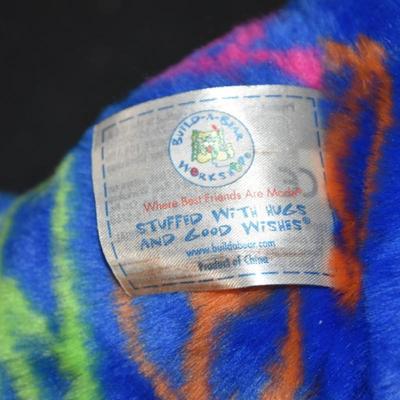 BUILD-A-BEAR
WORKSHOP®
Where Best Friends Are Made®
STUFFED WITH HUGS
AND GOOD WISHES®
www.buildabear.com
Product of China